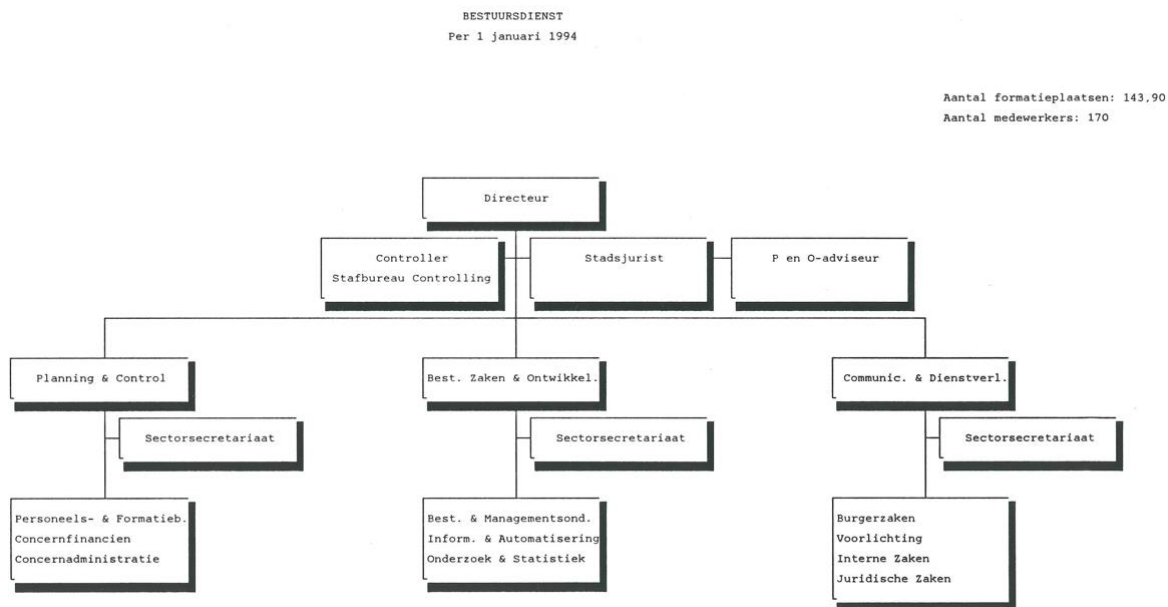 BESTUURSDIENST
Per 1 januari 1994
Aantal formatieplaatsen: 143,90
Aantal medewerkers: 170
Directeur
Controller
Stafbureau Controlling
Stadsjurist
P en O-adviseur
Planning & Control
Best. Zaken & Ontwikkel.
Communic. & Dienstverl.
Sectorsecretariaat
Sectorsecretariaat
Sectorsecretariaat
Personeels- & Formatieb.
Concernfinancien
Concernadministratie
Best. & Managementsond.
Inform. & Automatisering
Onderzoek & Statistiek
Burgerzaken
Voorlichting
Interne Zaken
Juridische Zaken